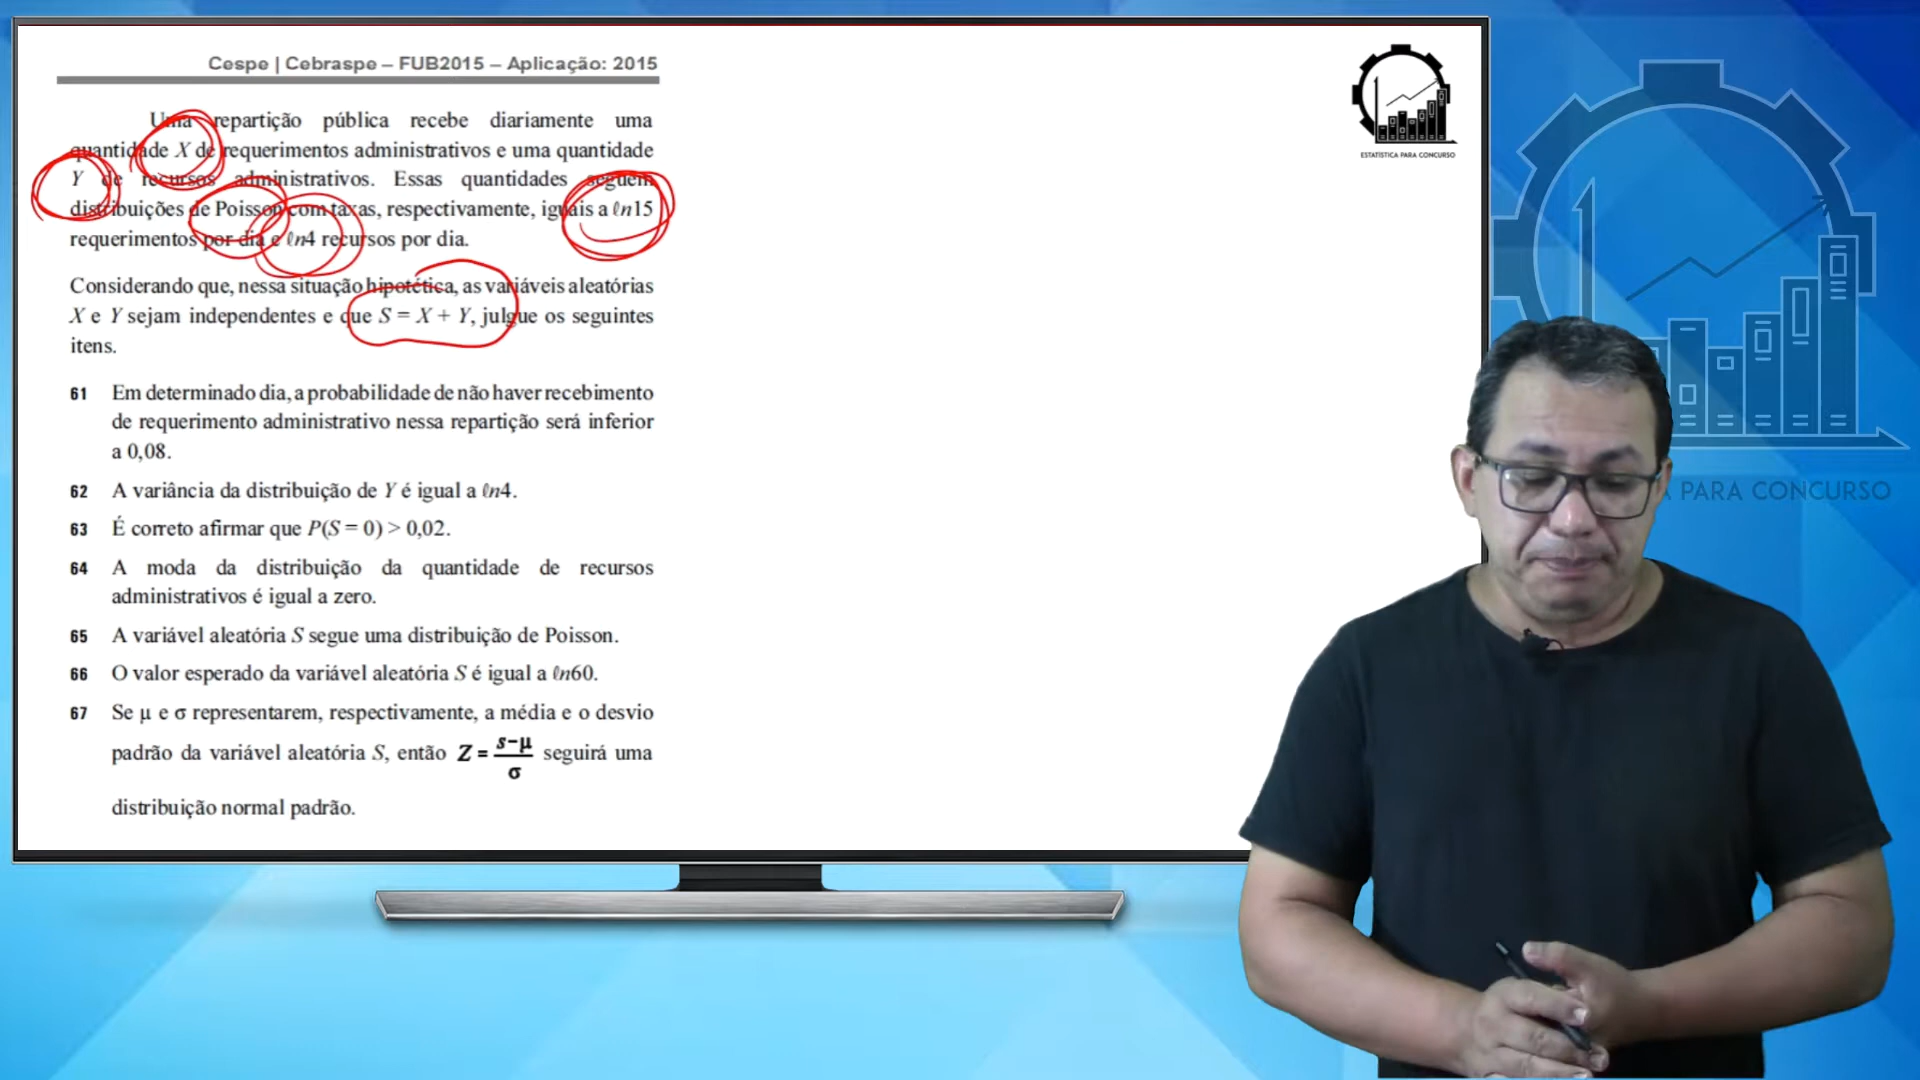 Cespe | Cebraspe – FUB2015 – Aplicação: 2015
Uma repartição pública recebe diariamente uma
quantidade X de requerimentos administrativos e uma quantidade
Y de recursos administrativos. Essas quantidades seguem
distribuições de Poisson com taxas, respectivamente, iguais a ℓn15
requerimentos por dia e ℓn4 recursos por dia.
Considerando que, nessa situação hipotética, as variáveis aleatórias
X e Y sejam independentes e que S = X + Y, julgue os seguintes
itens.
61 Em determinado dia, a probabilidade de não haver recebimento
de requerimento administrativo nessa repartição será inferior
a 0,08.
62 A variância da distribuição de Y é igual a ℓn4.
63 É correto afirmar que P(S = 0) > 0,02.
64 A moda da distribuição da quantidade de recursos
administrativos é igual a zero.
65 A variável aleatória S segue uma distribuição de Poisson.
66 O valor esperado da variável aleatória S é igual a ℓn60.
67 Se μ e σ representarem, respectivamente, a média e o desvio
padrão da variável aleatória S, então Z = (s−μ)/σ seguirá uma
distribuição normal padrão.
ESTATÍSTICA PARA CONCURSO
PARA CONCURSO